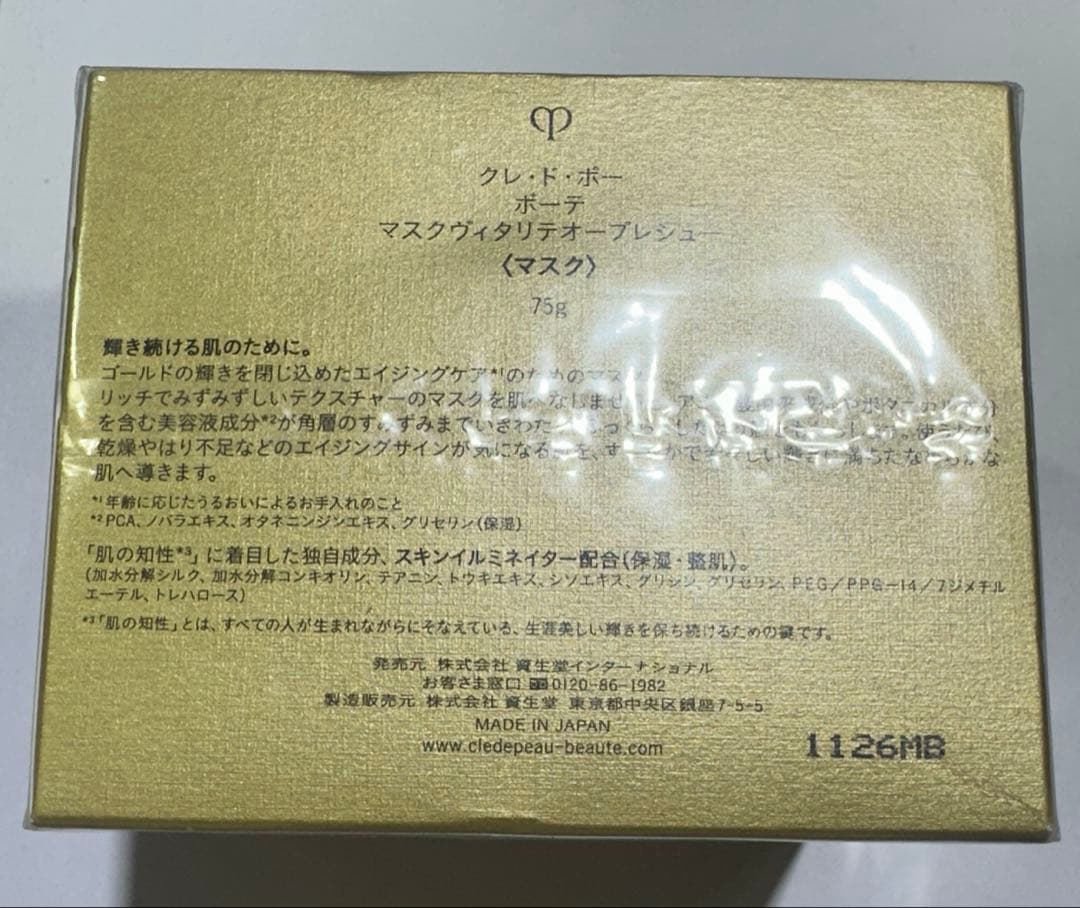 クレ・ド・ポー
ボーテ
マスクヴィタリテオープレシュー
〈マスク〉
75g
輝き続ける肌のために。
ゴールドの輝きを閉じ込めたエイジングケア*1のためのマスク
リッチでみずみずしいテクスチャーのマスクを肌へ
を含む美容液成分*2が角層のすみずみまでいきわた
乾燥やはり不足などのエイジングサインが気になる
肌へ導きます。
*1 年齢に応じたうるおいによるお手入れのこと
*2 PCA、ノバラエキス、オタネニンジンエキス、グリセリン(保湿)
「肌の知性*3」に着目した独自成分、スキンイルミネイター配合(保湿・整肌)。
(加水分解シルク、加水分解コンキオリン、テアニン、トウキエキス、シソエキス、グリシン、グリセリン、PEG/PPG-14/7ジメチル
エーテル、トレハロース)
*3「肌の知性」とは、すべての人が生まれながらにそなえている、生涯美しい輝きを保ち続けるための鍵です。
発売元 株式会社 資生堂インターナショナル
お客さま窓口 0120-86-1982
製造販売元 株式会社 資生堂 東京都中央区銀座7-5-5
MADE IN JAPAN
www.cledepeau-beaute.com
1126MB